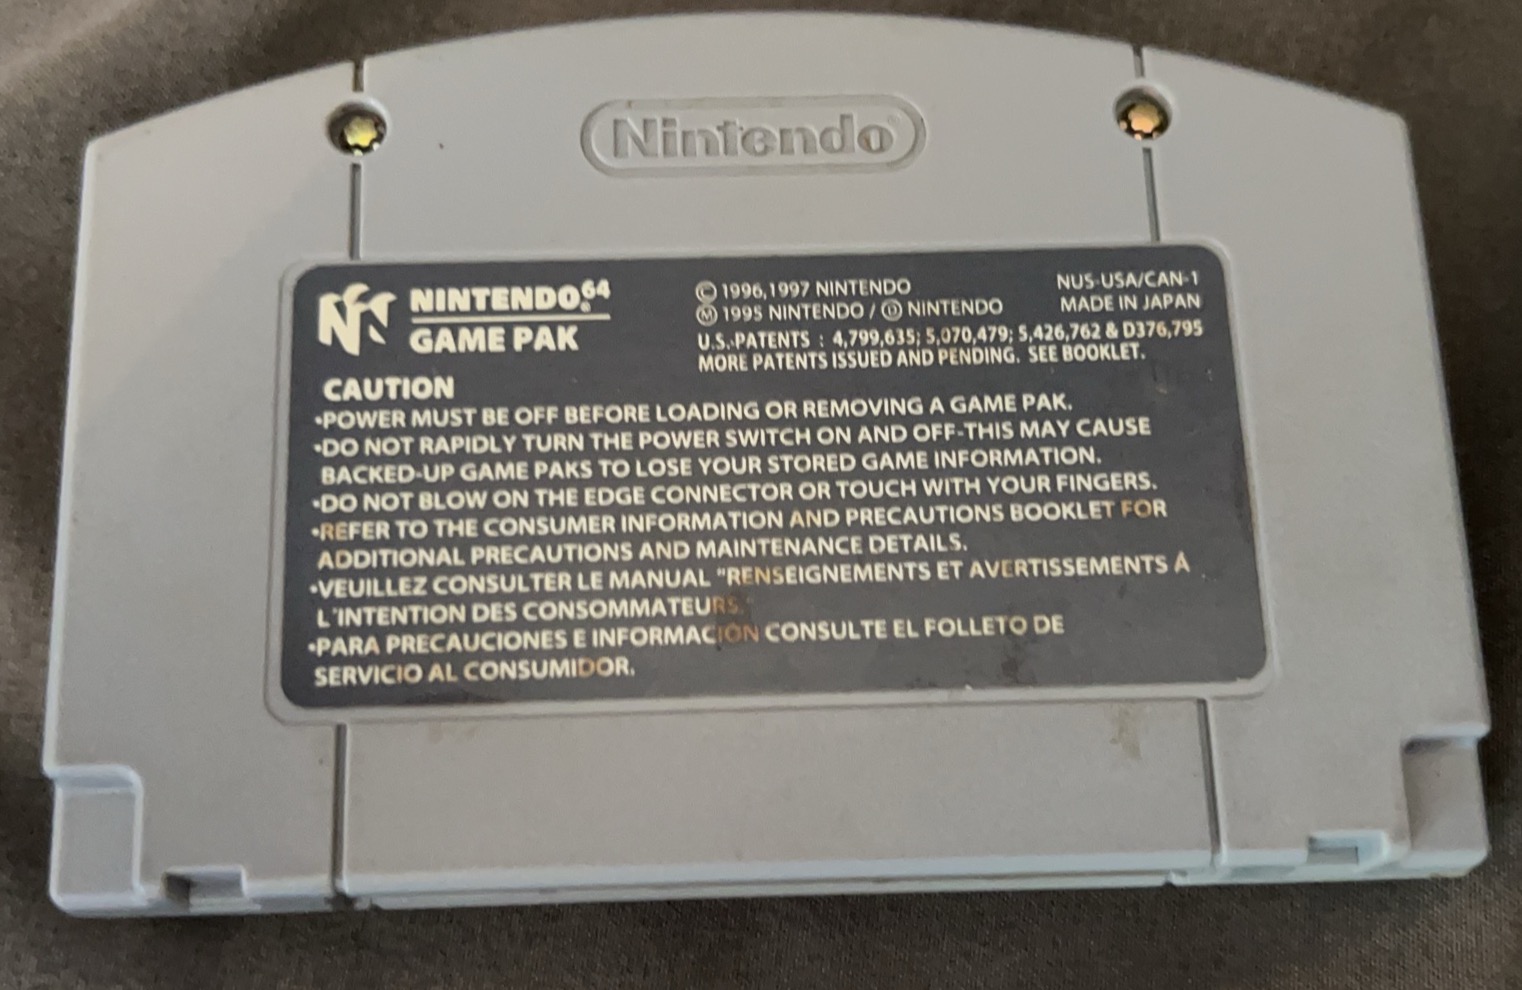 Nintendo
NINTENDO64
GAME PAK
© 1996,1997 NINTENDO
Ⓜ 1995 NINTENDO / Ⓓ NINTENDO
NUS-USA/CAN-1
MADE IN JAPAN
U.S. PATENTS : 4,799,635; 5,070,479; 5,426,762 & D376,795
MORE PATENTS ISSUED AND PENDING. SEE BOOKLET.
CAUTION
•POWER MUST BE OFF BEFORE LOADING OR REMOVING A GAME PAK.
•DO NOT RAPIDLY TURN THE POWER SWITCH ON AND OFF-THIS MAY CAUSE
BACKED-UP GAME PAKS TO LOSE YOUR STORED GAME INFORMATION.
•DO NOT BLOW ON THE EDGE CONNECTOR OR TOUCH WITH YOUR FINGERS.
•REFER TO THE CONSUMER INFORMATION AND PRECAUTIONS BOOKLET FOR
ADDITIONAL PRECAUTIONS AND MAINTENANCE DETAILS.
•VEUILLEZ CONSULTER LE MANUAL "RENSEIGNEMENTS ET AVERTISSEMENTS À
L'INTENTION DES CONSOMMATEURS.
•PARA PRECAUCIONES E INFORMACIÓN CONSULTE EL FOLLETO DE
SERVICIO AL CONSUMIDOR.